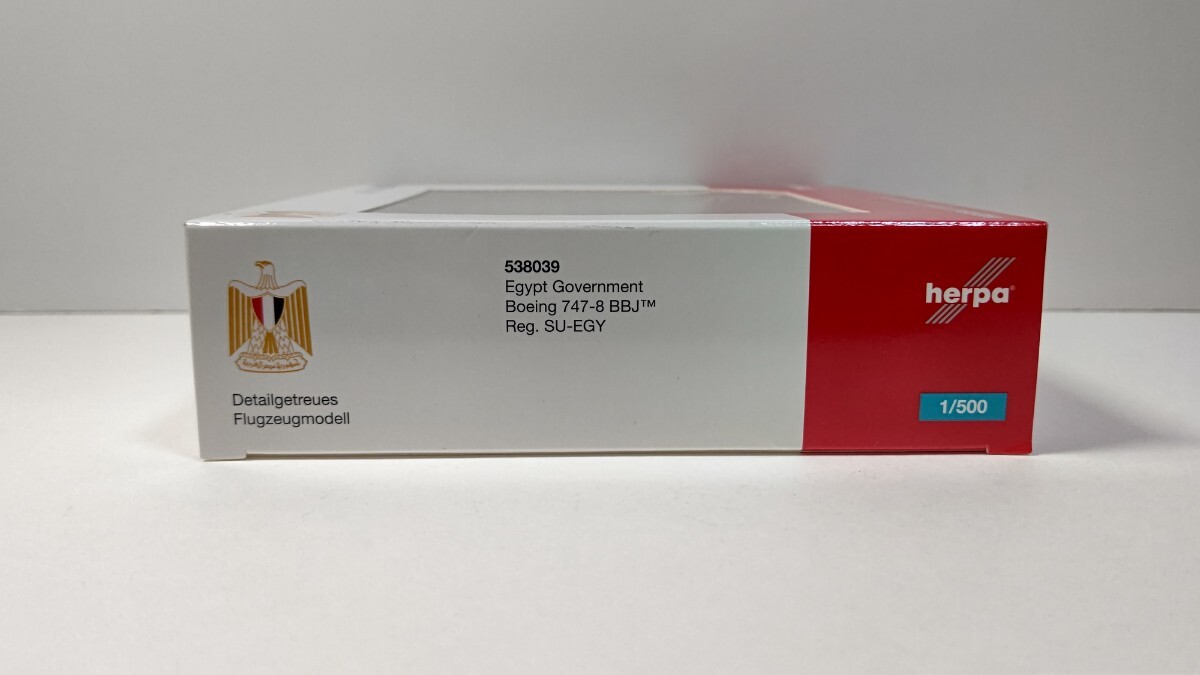 538039
Egypt Government
Boeing 747-8 BBJ™
Reg. SU-EGY
herpa®
Detailgetreues
Flugzeugmodell
1/500